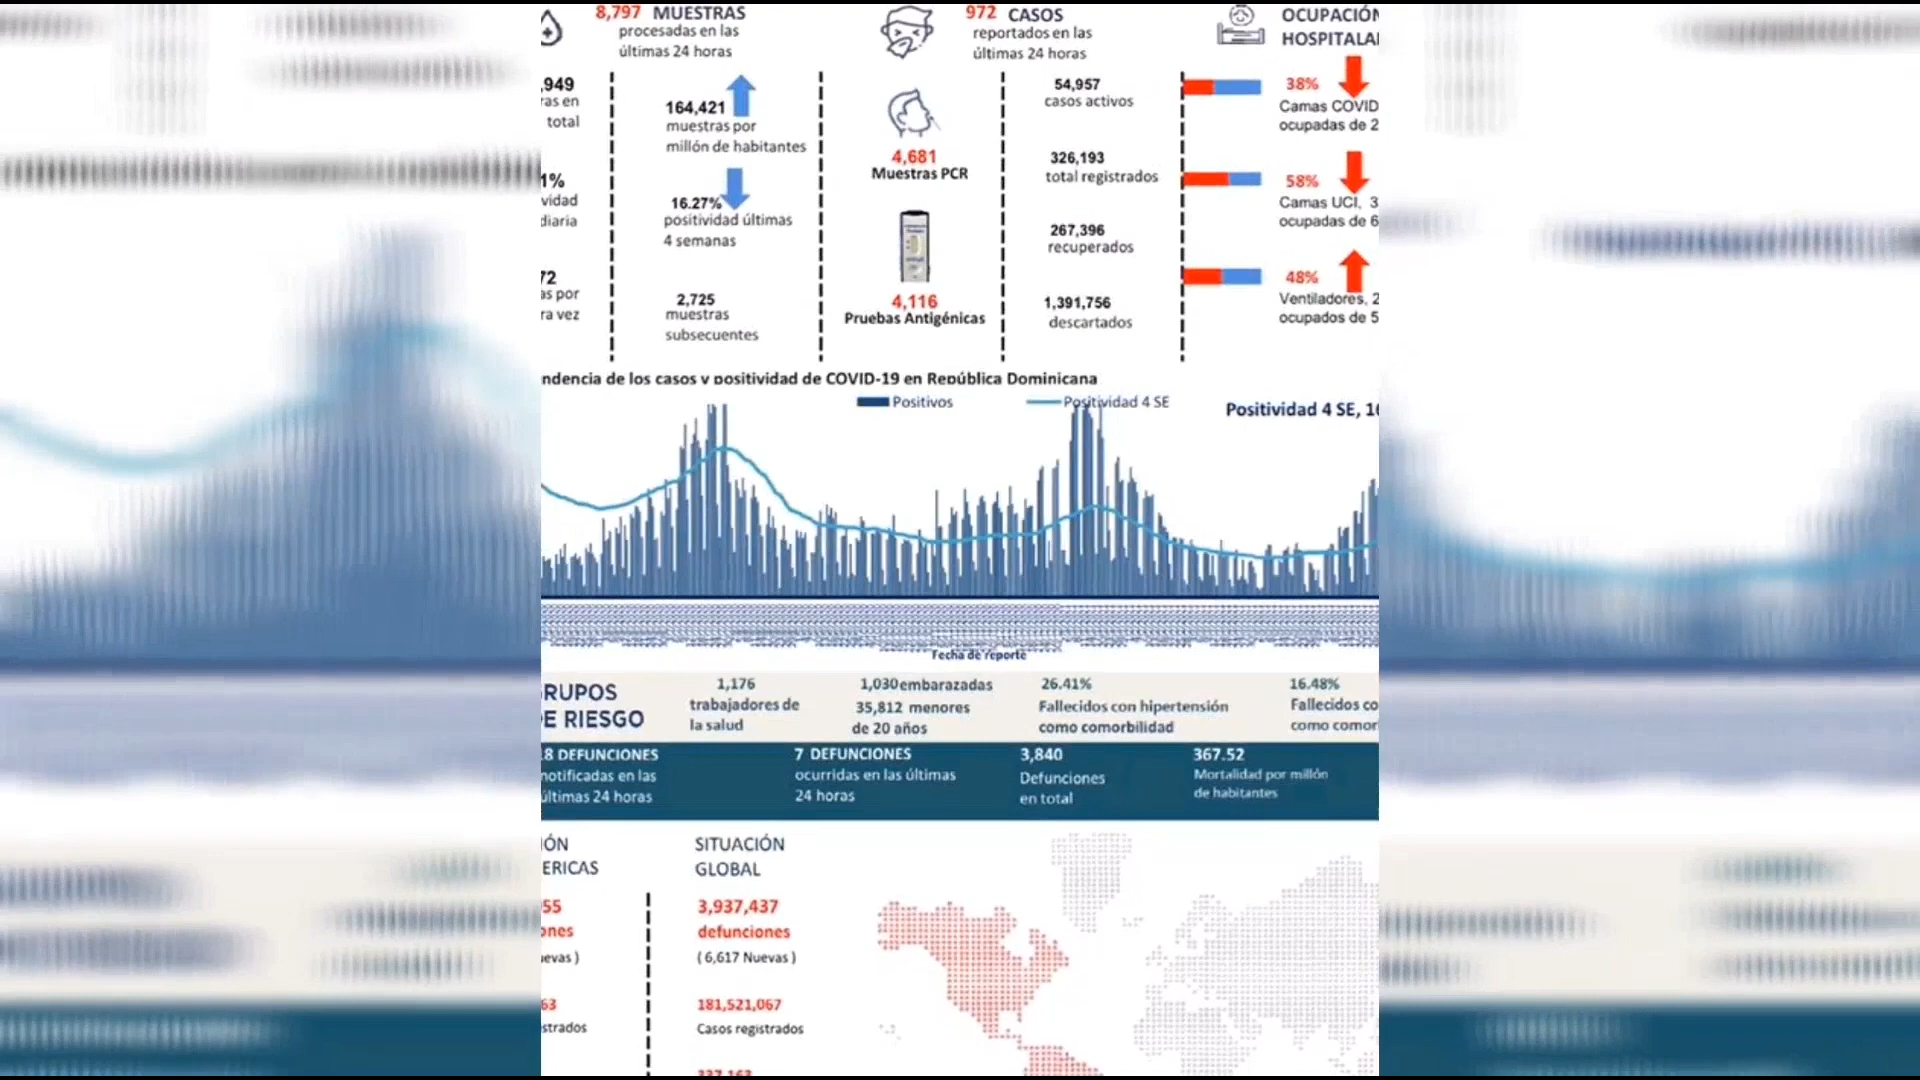 8,797 MUESTRAS
procesadas en las
últimas 24 horas
972 CASOS
reportados en las
últimas 24 horas
OCUPACIÓN
HOSPITALA
,949
as en
total
1%
vidad
diaria
72
as por
ra vez
164,421
muestras por
millón de habitantes
16.27%
positividad últimas
4 semanas
2,725
muestras
subsecuentes
4,681
Muestras PCR
4,116
Pruebas Antigénicas
54,957
casos activos
326,193
total registrados
267,396
recuperados
1,391,756
descartados
38%
Camas COVID
ocupadas de 2
58%
Camas UCI, 3
ocupadas de 6
48%
Ventiladores, 2
ocupados de 5
ndencia de los casos y positividad de COVID-19 en República Dominicana
Positivos
Positividad 4 SE
Positividad 4 SE, 16
Fecha de reporte
RUPOS
E RIESGO
1,176
trabajadores de
la salud
1,030 embarazadas
35,812 menores
de 20 años
26.41%
Fallecidos con hipertensión
como comorbilidad
16.48%
Fallecidos co
como comor
8 DEFUNCIONES
notificadas en las
últimas 24 horas
7 DEFUNCIONES
ocurridas en las últimas
24 horas
3,840
Defunciones
en total
367.52
Mortalidad por millón
de habitantes
IÓN
ERICAS
55
ones
uevas )
63
strados
SITUACIÓN
GLOBAL
3,937,437
defunciones
( 6,617 Nuevas )
181,521,067
Casos registrados
337,163